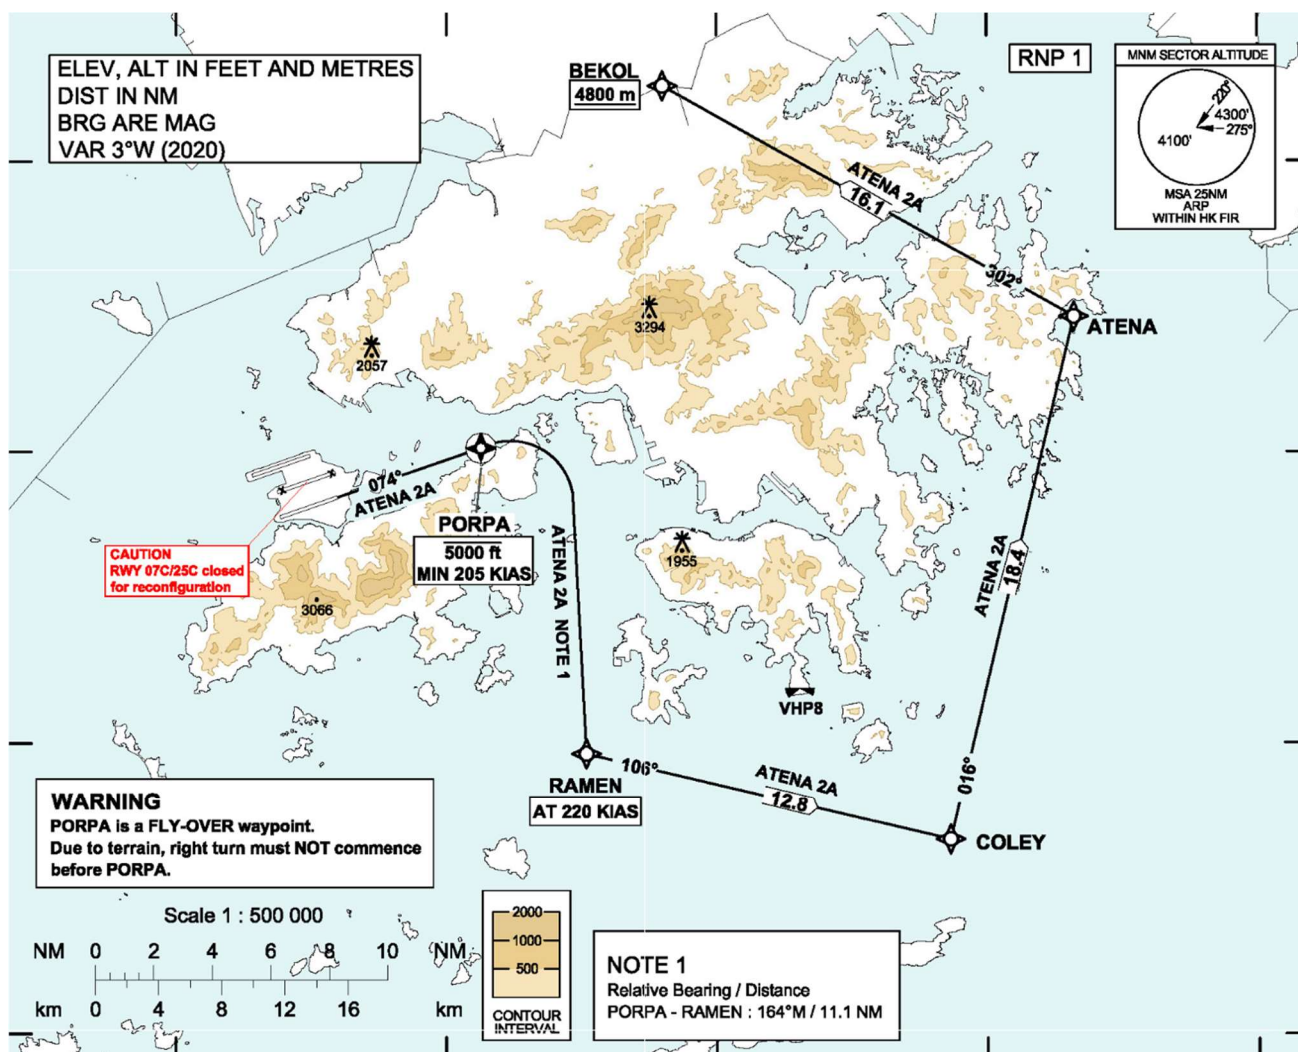 ELEV, ALT IN FEET AND METRES
DIST IN NM
BRG ARE MAG
VAR 3°W (2020)
BEKOL
4800 m
RNP 1
MNM SECTOR ALTITUDE
220°
4300'
275°
4100'
MSA 25NM
ARP
WITHIN HK FIR
ATENA 2A
16.1
302°
ATENA
3294
2057
074°
ATENA 2A
PORPA
5000 ft
MIN 205 KIAS
CAUTION
RWY 07C/25C closed
for reconfiguration
3066
ATENA 2A NOTE 1
1955
ATENA 2A
18.4
VHP8
RAMEN
AT 220 KIAS
106°
ATENA 2A
12.8
016°
COLEY
WARNING
PORPA is a FLY-OVER waypoint.
Due to terrain, right turn must NOT commence
before PORPA.
Scale 1 : 500 000
NM 0 2 4 6 8 10 NM
km 0 4 8 12 16 km
2000
1000
500
CONTOUR
INTERVAL
NOTE 1
Relative Bearing / Distance
PORPA - RAMEN : 164°M / 11.1 NM